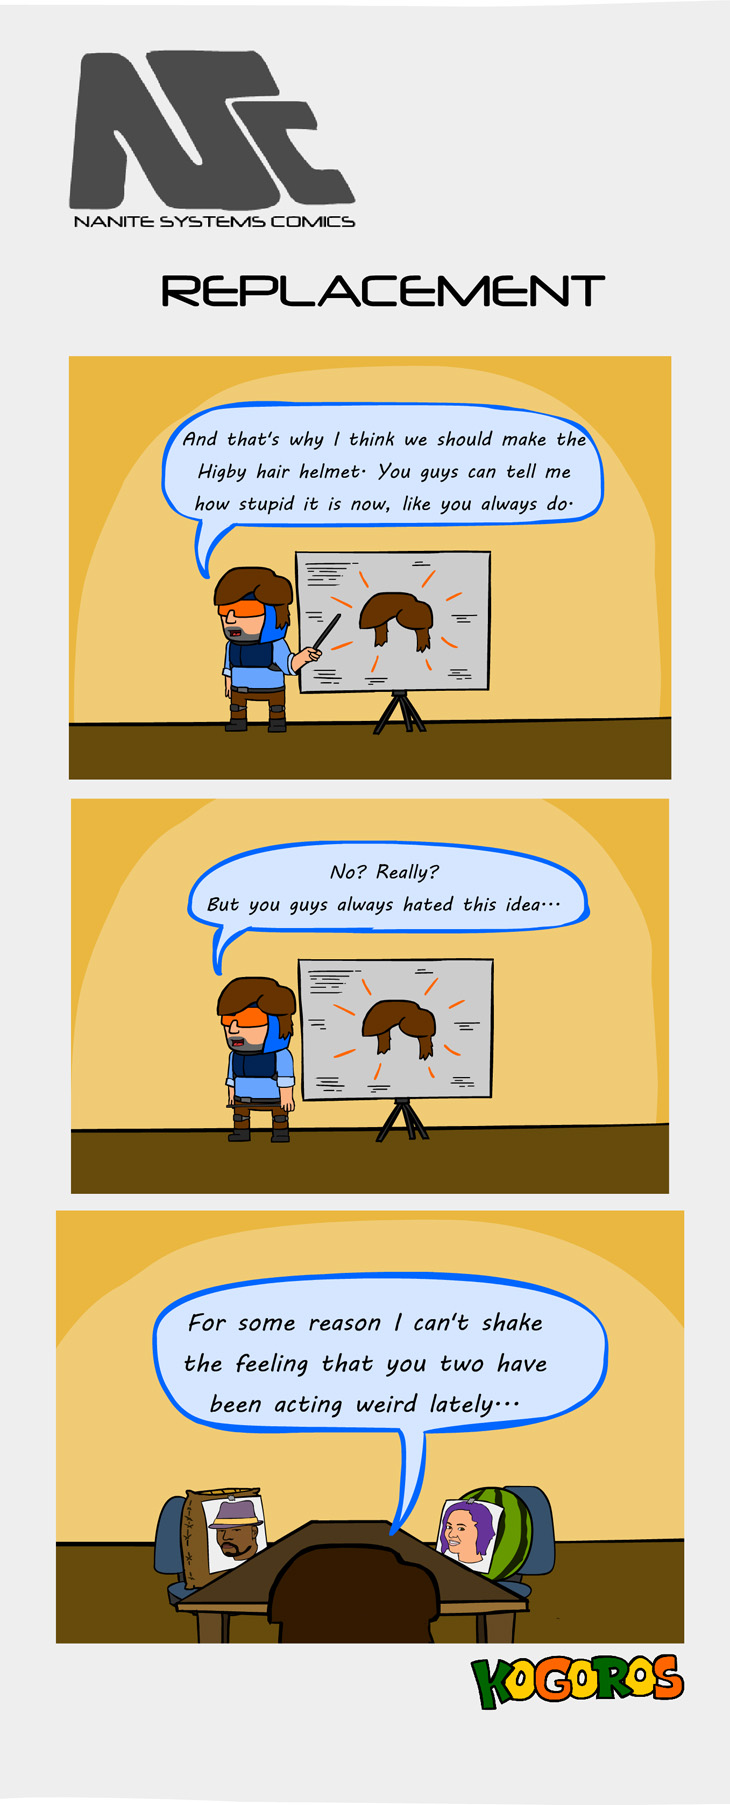 NSC
NANITE SYSTEMS COMICS
REPLACEMENT
And that's why I think we should make the
Higby hair helmet. You guys can tell me
how stupid it is now, like you always do.
No? Really?
But you guys always hated this idea...
For some reason I can't shake
the feeling that you two have
been acting weird lately...
KOGOROS